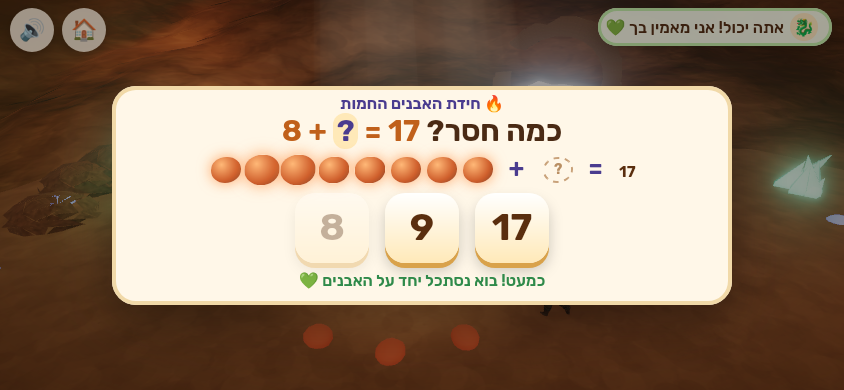 אתה יכול! אני מאמין בך 💚
🔥 חידת האבנים החמות
כמה חסר? 8 + ? = 17
+ ? = 17
8 9 17
כמעט! בוא נסתכל יחד על האבנים 💚